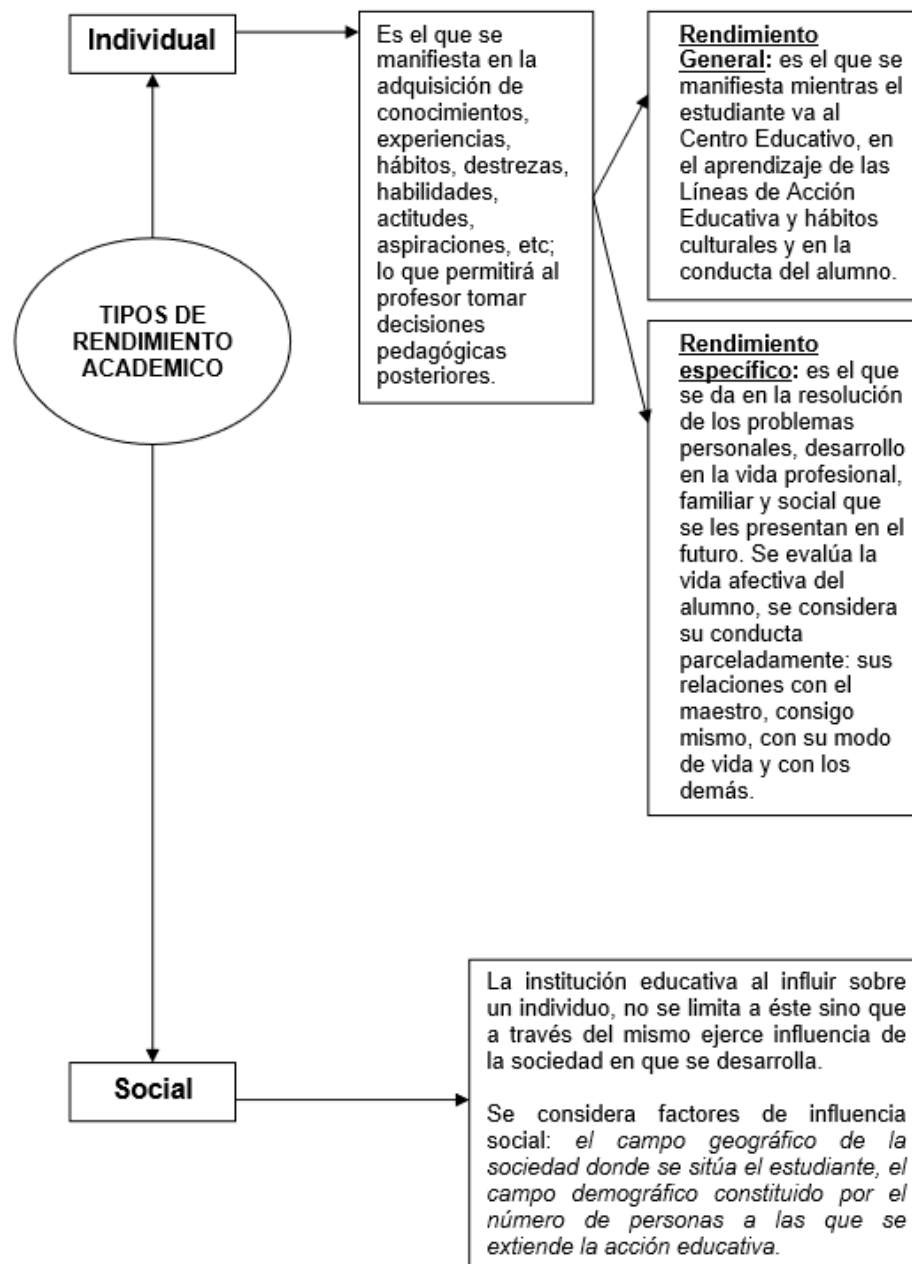 Individual
Es el que se
manifiesta en la
adquisición de
conocimientos,
experiencias,
hábitos, destrezas,
habilidades,
actitudes,
aspiraciones, etc;
lo que permitirá al
profesor tomar
decisiones
pedagógicas
posteriores.
Rendimiento
General: es el que se
manifiesta mientras el
estudiante va al
Centro Educativo, en
el aprendizaje de las
Líneas de Acción
Educativa y hábitos
culturales y en la
conducta del alumno.
TIPOS DE
RENDIMIENTO
ACADEMICO
Rendimiento
específico: es el que
se da en la resolución
de los problemas
personales, desarrollo
en la vida profesional,
familiar y social que
se les presentan en el
futuro. Se evalúa la
vida afectiva del
alumno, se considera
su conducta
parceladamente: sus
relaciones con el
maestro, consigo
mismo, con su modo
de vida y con los
demás.
Social
La institución educativa al influir sobre
un individuo, no se limita a éste sino que
a través del mismo ejerce influencia de
la sociedad en que se desarrolla.
Se considera factores de influencia
social: el campo geográfico de la
sociedad donde se sitúa el estudiante, el
campo demográfico constituido por el
número de personas a las que se
extiende la acción educativa.